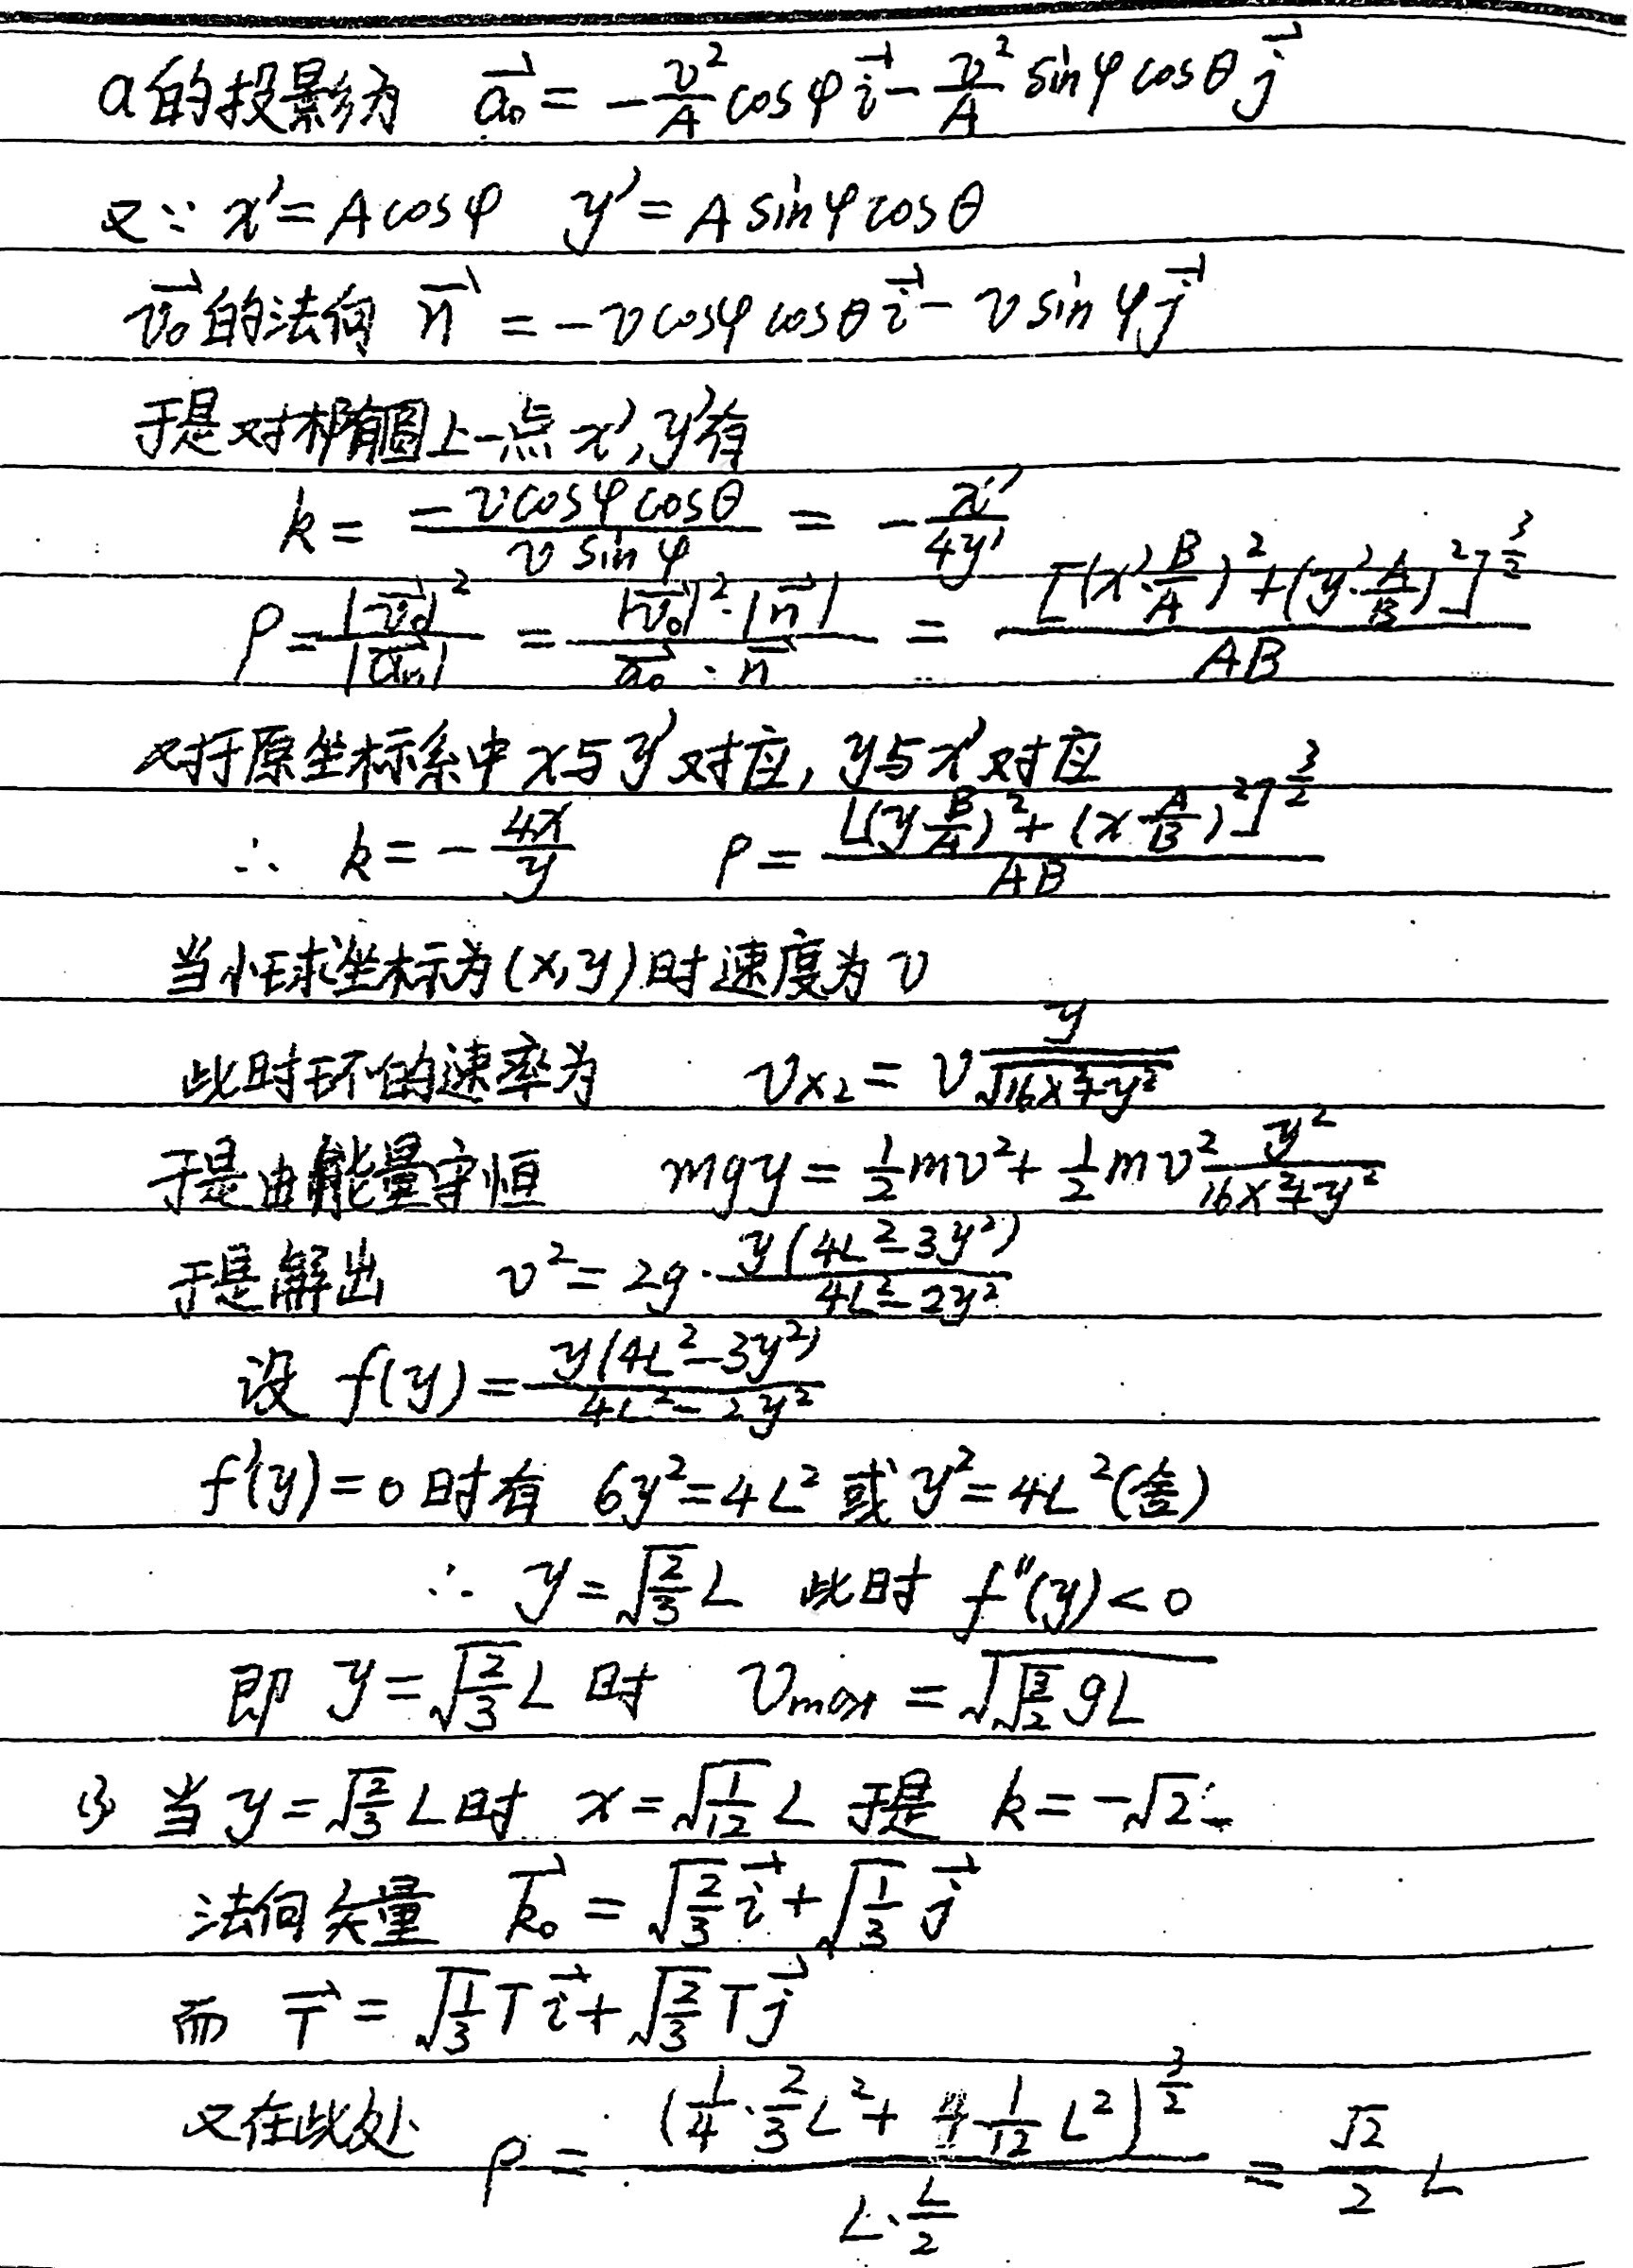 a的投影为 $\vec{a_0} = -\frac{v^2}{A}\cos\varphi\vec{i} - \frac{v^2}{A}\sin\varphi\cos\theta\vec{j}$
又∵ $x' = A\cos\varphi$ $y' = A\sin\varphi\cos\theta$
$\vec{v_0}$的法向 $\vec{n} = -v\cos\varphi\cos\theta\vec{i} - v\sin\varphi\vec{j}$
于是对椭圆上一点 $x', y'$有
$k = \frac{-v\cos\varphi\cos\theta}{v\sin\varphi} = -\frac{x'}{4y'}$
$\rho = \frac{|\vec{v_0}|^2}{|\vec{a_n}|} = \frac{|\vec{v_0}|^2 \cdot |\vec{n}|}{\vec{a_0} \cdot \vec{n}} = \frac{[(x' \cdot \frac{B}{A})^2 + (y' \cdot \frac{A}{B})^2]^{\frac{3}{2}}}{AB}$
对于原坐标系中 x与y'对应, y与x'对应
∴ $k = -\frac{4x}{y}$ $\rho = \frac{[(y\frac{B}{A})^2 + (x\frac{A}{B})^2]^{\frac{3}{2}}}{AB}$
当小球坐标为(x,y)时速度为v
此时环的速率为 $v_{x2} = v\frac{y}{\sqrt{16x^2+y^2}}$
于是由能量守恒 $mgy = \frac{1}{2}mv^2 + \frac{1}{2}mv^2\frac{y^2}{16x^2+y^2}$
于是解出 $v^2 = 2g \cdot \frac{y(4L^2-3y^2)}{4L^2-2y^2}$
设 $f(y) = \frac{y(4L^2-3y^2)}{4L^2-2y^2}$
$f'(y) = 0$ 时有 $6y^2 = 4L^2$ 或 $y^2 = 4L^2$(舍)
∴ $y = \sqrt{\frac{2}{3}}L$ 此时 $f''(y) < 0$
即 $y = \sqrt{\frac{2}{3}}L$ 时 $v_{max} = \sqrt{\sqrt{\frac{3}{2}}gL}$
(3) 当 $y = \sqrt{\frac{2}{3}}L$时 $x = \sqrt{\frac{1}{12}}L$ 于是 $k = -\sqrt{2}$
法向矢量 $\vec{k_0} = \sqrt{\frac{2}{3}}\vec{i} + \sqrt{\frac{1}{3}}\vec{j}$
而 $\vec{T} = \sqrt{\frac{1}{3}}T\vec{i} + \sqrt{\frac{2}{3}}T\vec{j}$
又在此处 $\rho = \frac{(\frac{1}{4} \cdot \frac{2}{3}L^2 + 4 \cdot \frac{1}{12}L^2)^{\frac{3}{2}}}{L \cdot \frac{L}{2}} = \frac{\sqrt{2}}{2}L$